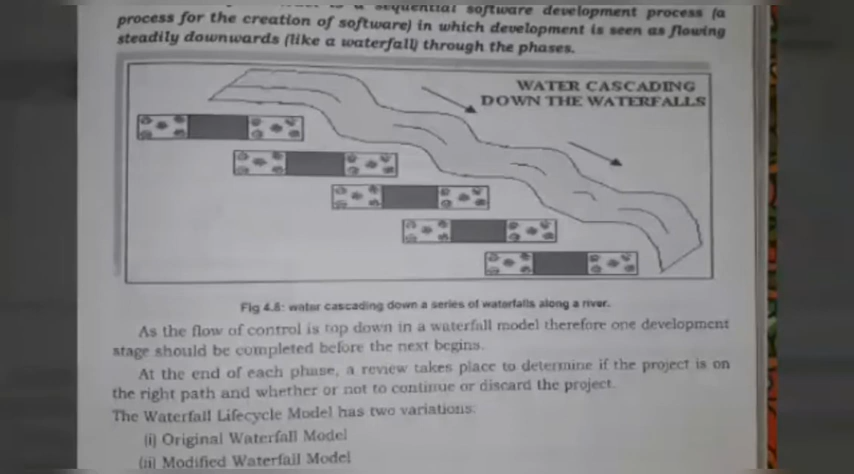 is a sequential software development process (a
process for the creation of software) in which development is seen as flowing
steadily downwards (like a waterfall) through the phases.
WATER CASCADING
DOWN THE WATERFALLS
Fig 4.8: water cascading down a series of waterfalls along a river.
As the flow of control is top down in a waterfall model therefore one development
stage should be completed before the next begins.
At the end of each phase, a review takes place to determine if the project is on
the right path and whether or not to continue or discard the project.
The Waterfall Lifecycle Model has two variations:
(i) Original Waterfall Model
(ii) Modified Waterfall Model